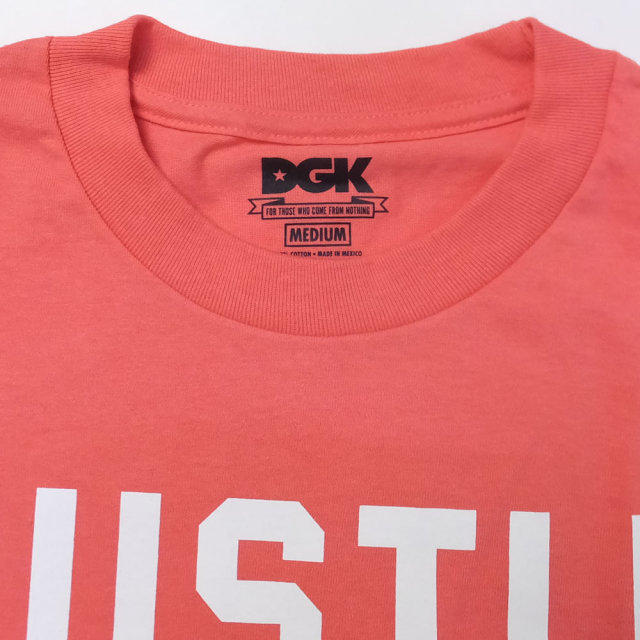 DGK
FOR THOSE WHO COME FROM NOTHING
MEDIUM
COTTON • MADE IN MEXICO
USTL